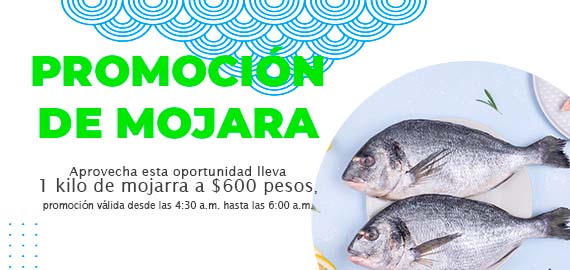 PROMOCIÓN
DE MOJARA
Aprovecha esta oportunidad lleva
1 kilo de mojarra a $600 pesos,
promoción válida desde las 4:30 a.m. hasta las 6:00 a.m.